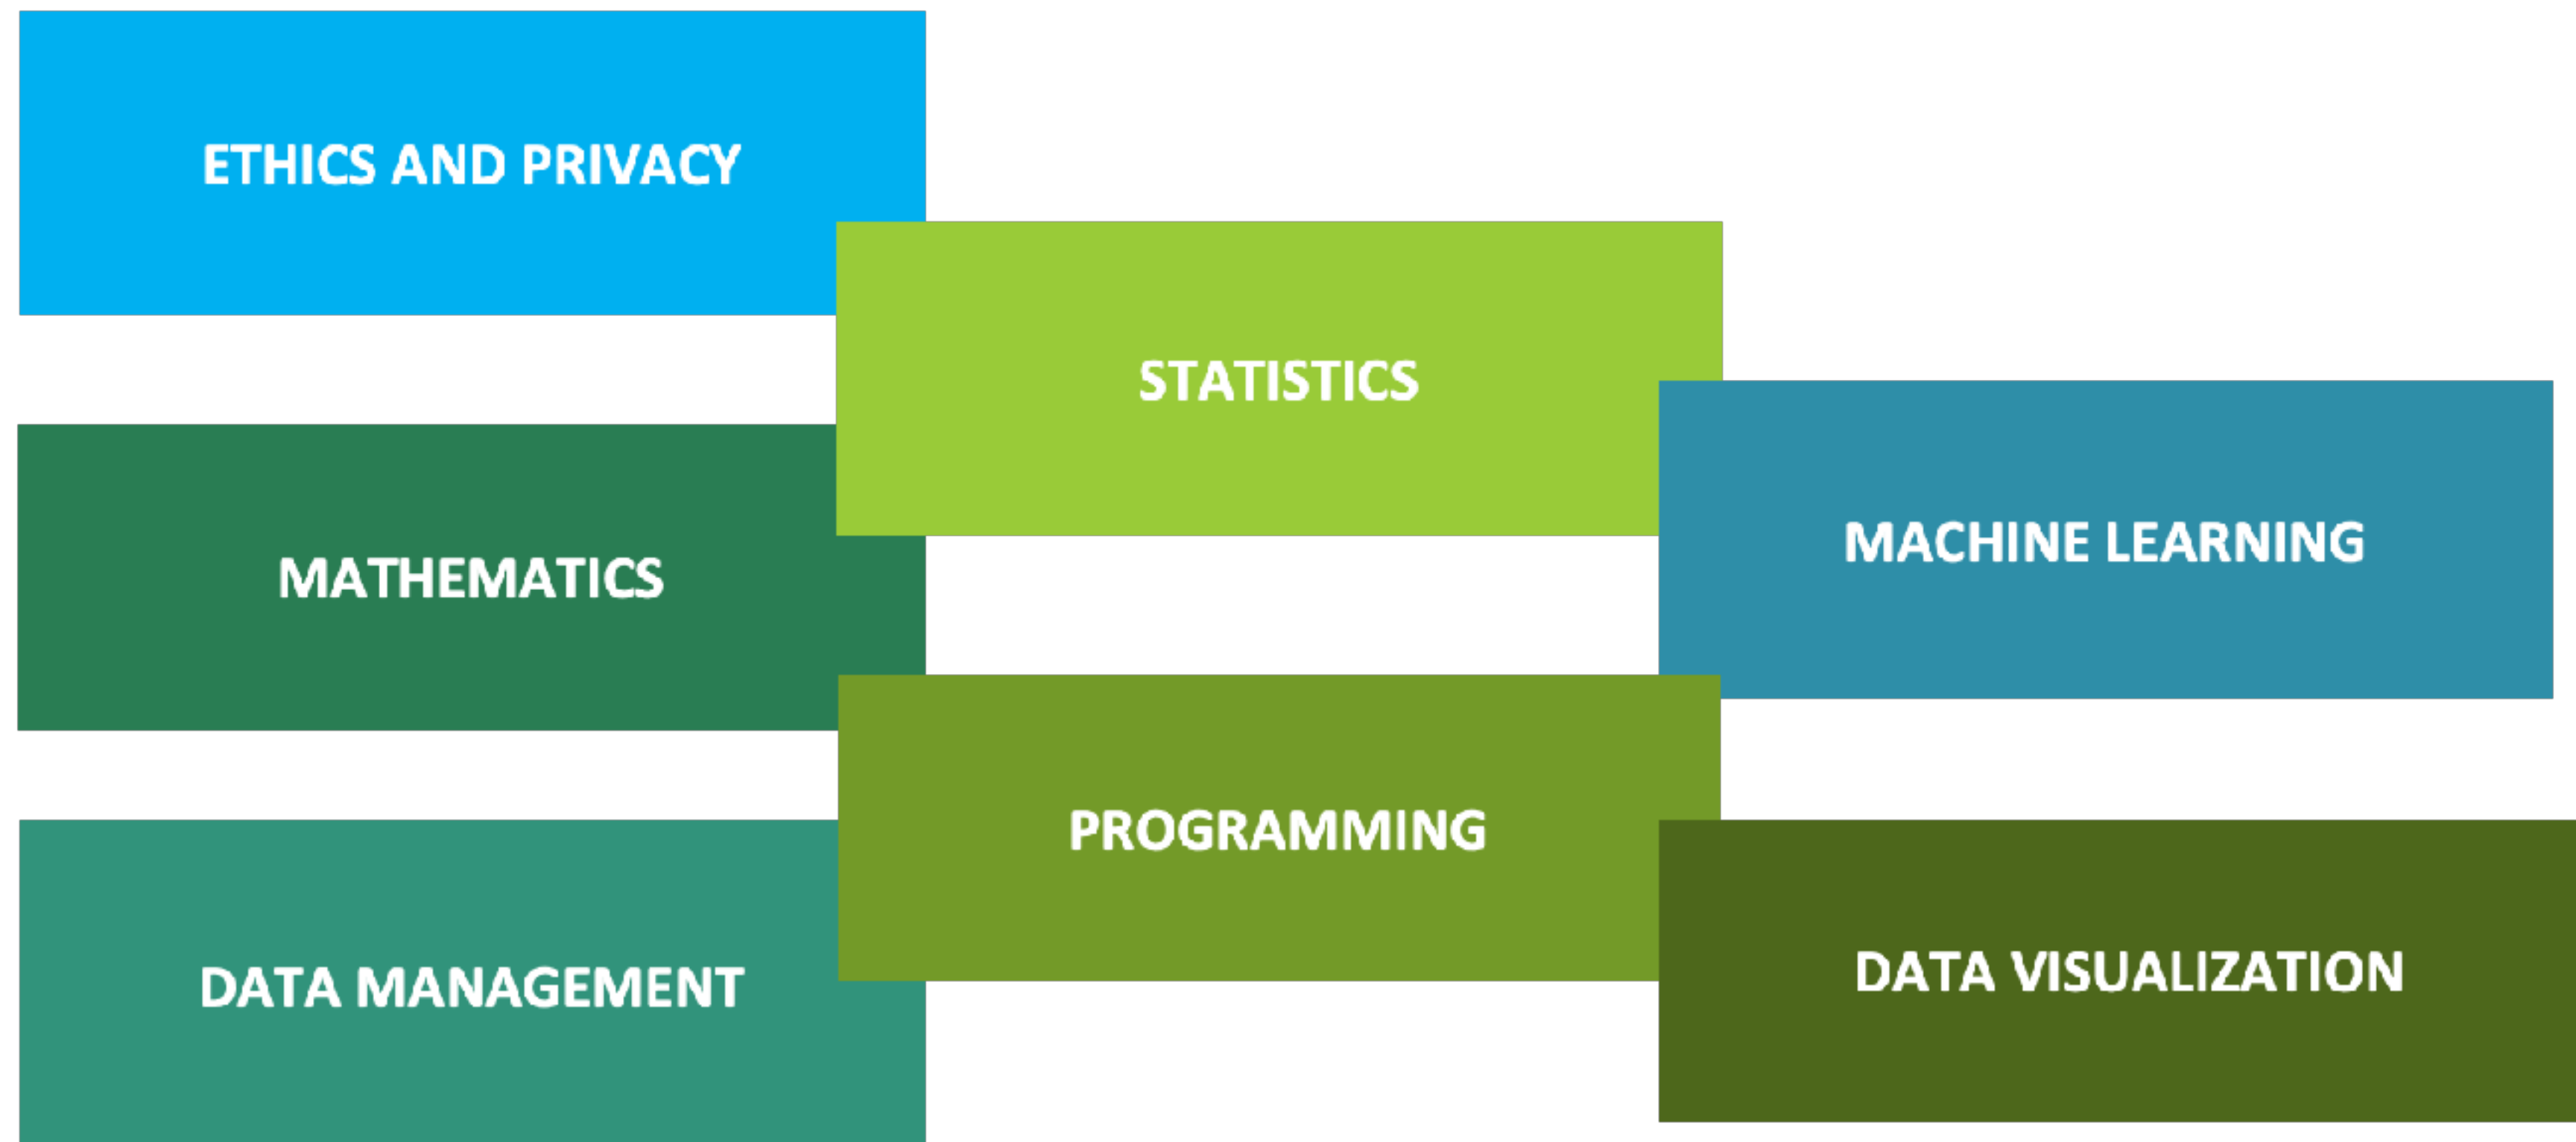 ETHICS AND PRIVACY
STATISTICS
MACHINE LEARNING
MATHEMATICS
PROGRAMMING
DATA MANAGEMENT
DATA VISUALIZATION